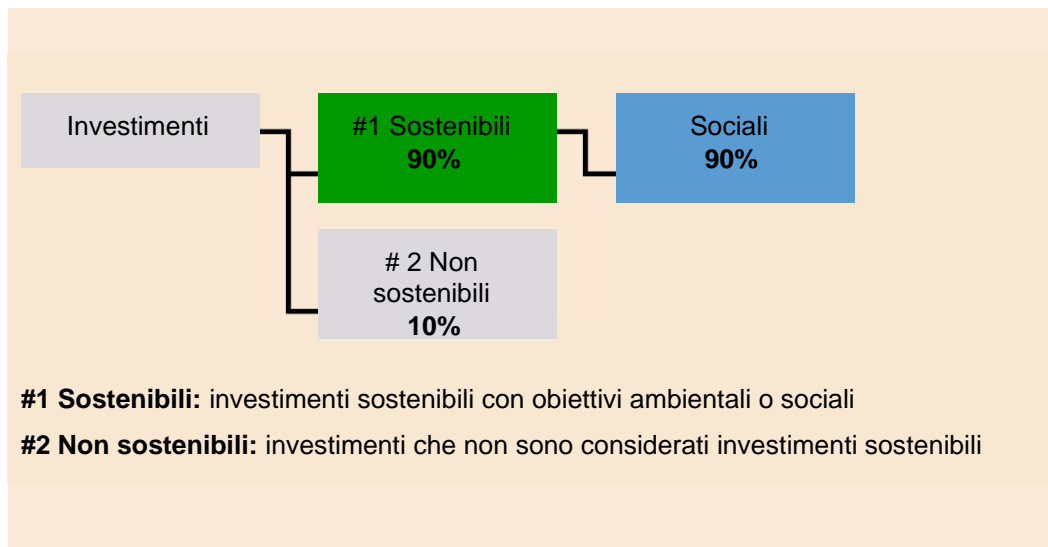 Investimenti
#1 Sostenibili
90%
Sociali
90%
# 2 Non
sostenibili
10%
#1 Sostenibili: investimenti sostenibili con obiettivi ambientali o sociali
#2 Non sostenibili: investimenti che non sono considerati investimenti sostenibili